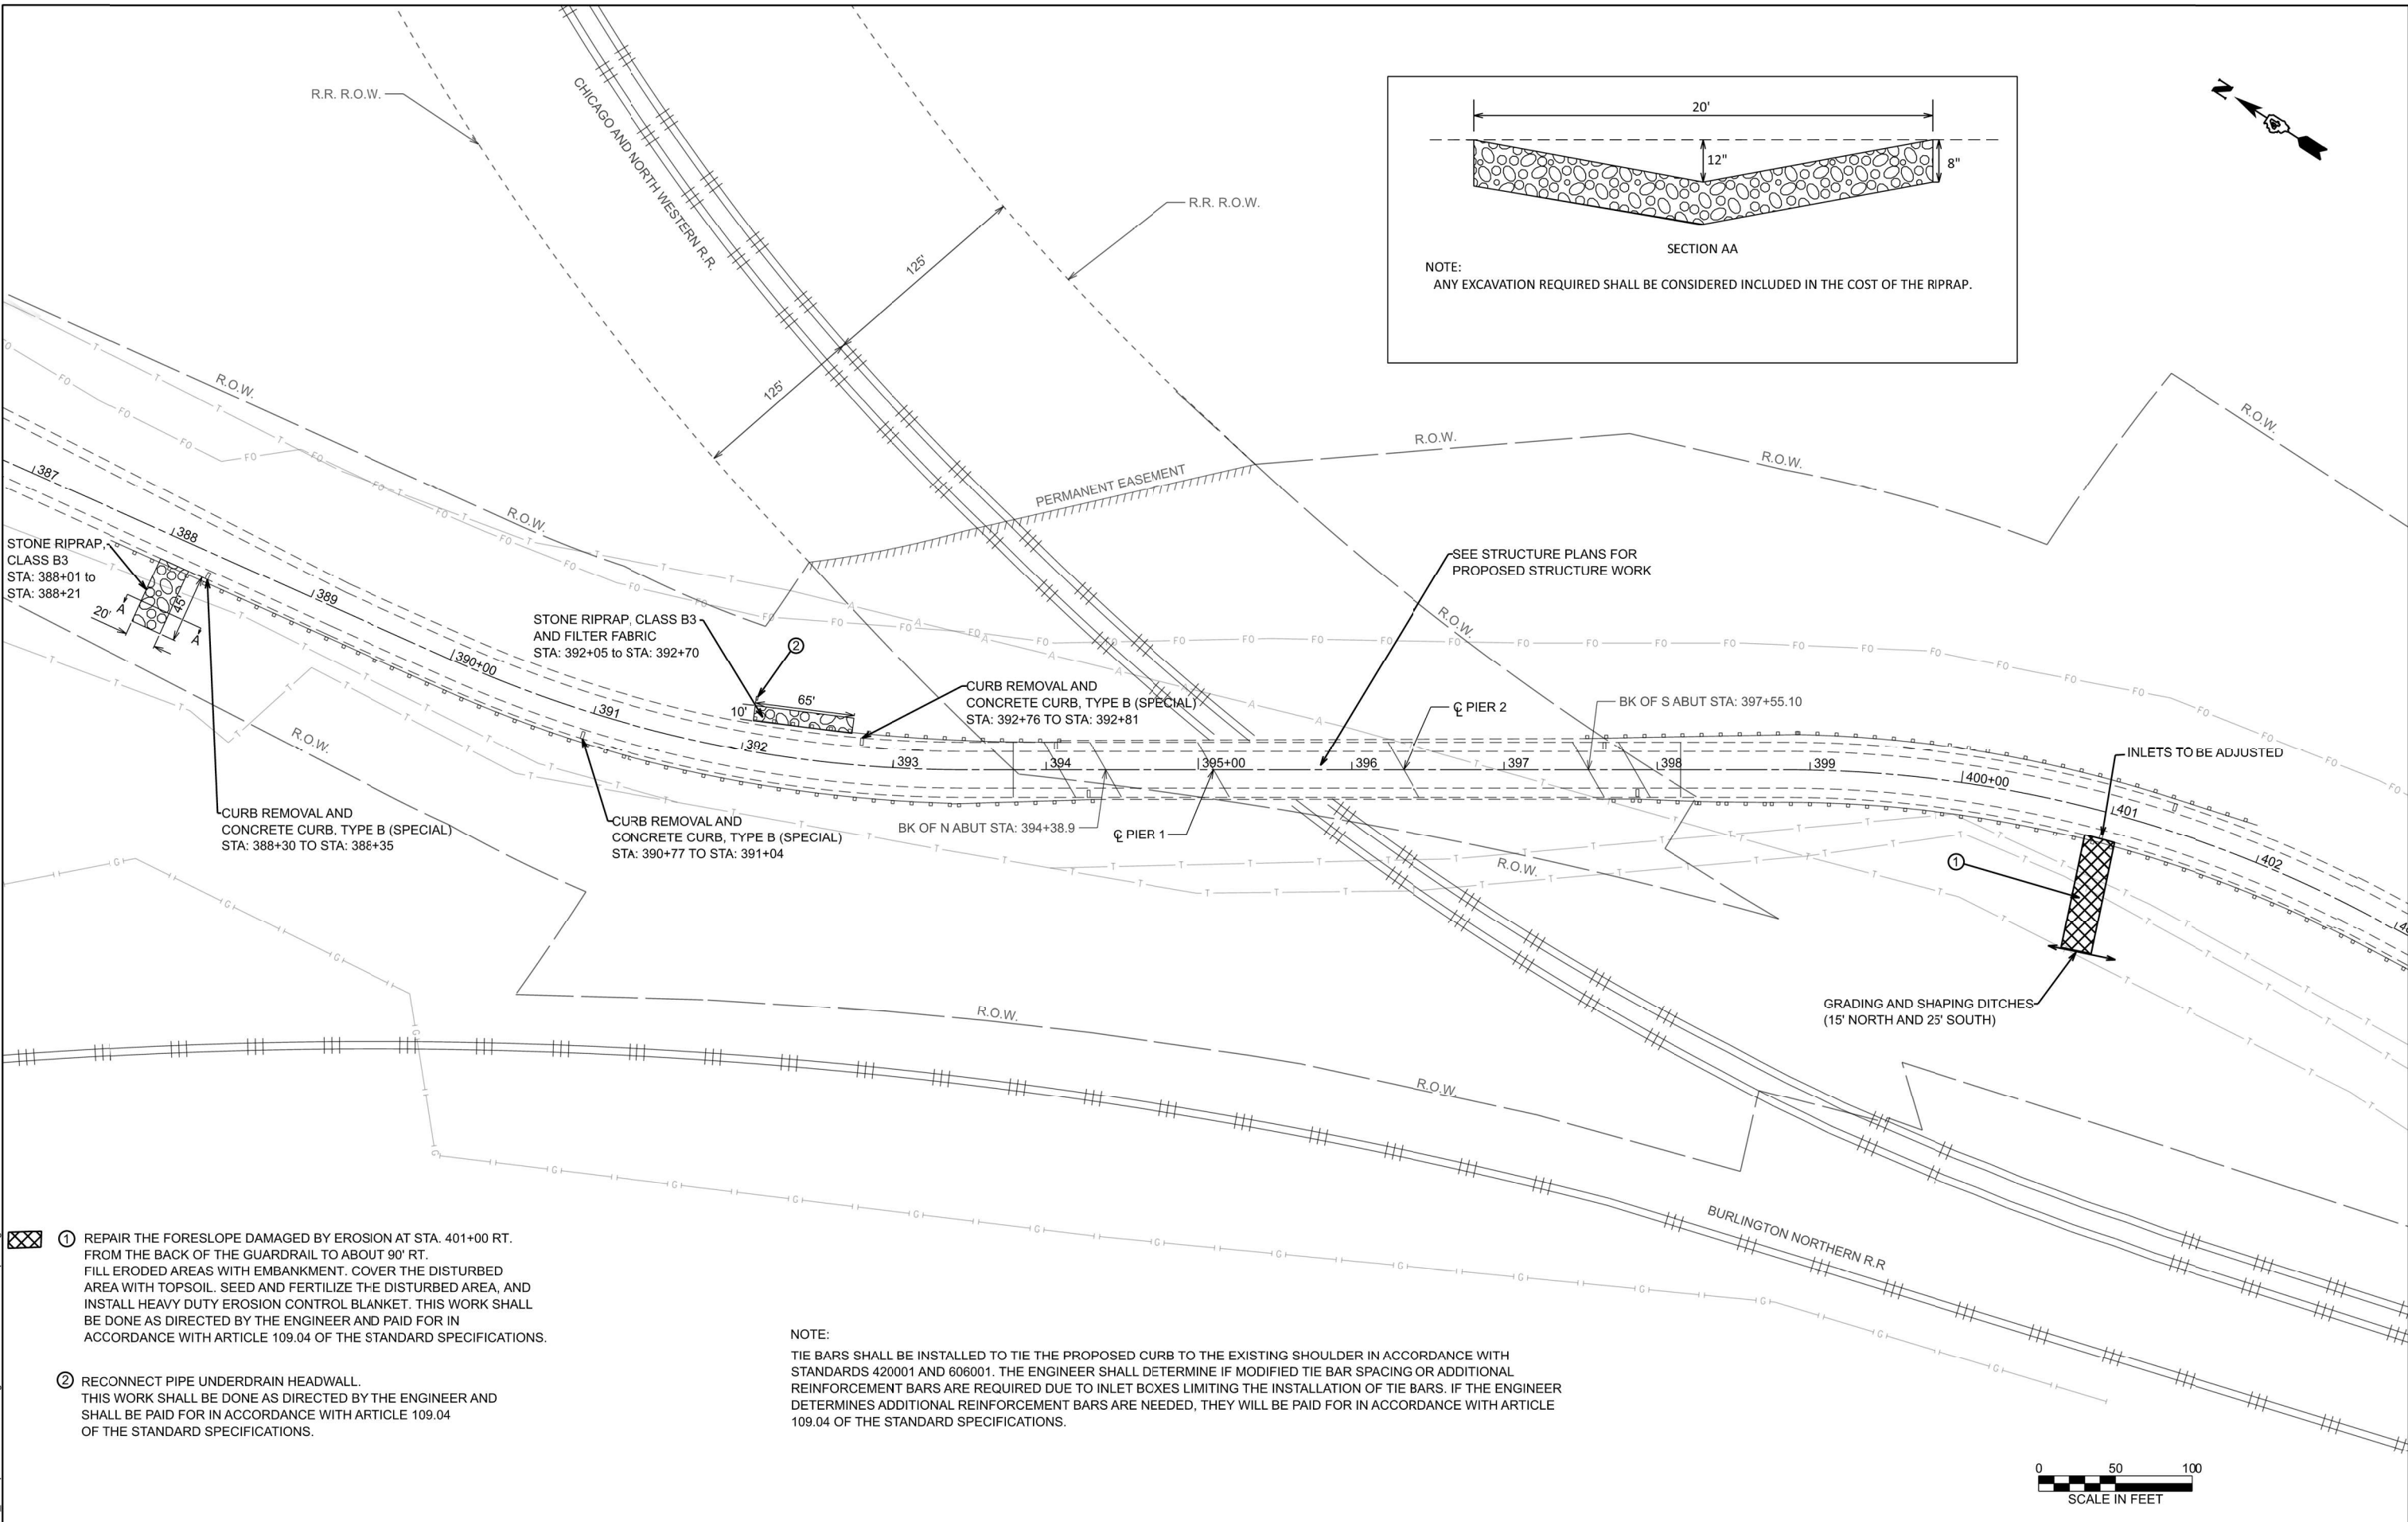 R.R. R.O.W.
CHICAGO AND NORTH WESTERN R.R.
125'
125'
R.R. R.O.W.
20'
12"
8"
SECTION AA
NOTE:
ANY EXCAVATION REQUIRED SHALL BE CONSIDERED INCLUDED IN THE COST OF THE RIPRAP.
N
R.O.W.
R.O.W.
R.O.W.
R.O.W.
R.O.W.
PERMANENT EASEMENT
387
388
389
390+00
391
392
393
394
395+00
396
397
398
399
400+00
401
402
STONE RIPRAP,
CLASS B3
STA: 388+01 to
STA: 388+21
20'
A
45'
A
STONE RIPRAP, CLASS B3
AND FILTER FABRIC
STA: 392+05 to STA: 392+70
2
65'
10'
CURB REMOVAL AND
CONCRETE CURB, TYPE B (SPECIAL)
STA: 392+76 TO STA: 392+81
SEE STRUCTURE PLANS FOR
PROPOSED STRUCTURE WORK
R.O.W.
℄ PIER 2
BK OF S ABUT STA: 397+55.10
INLETS TO BE ADJUSTED
R.O.W.
CURB REMOVAL AND
CONCRETE CURB, TYPE B (SPECIAL)
STA: 388+30 TO STA: 388+35
CURB REMOVAL AND
CONCRETE CURB, TYPE B (SPECIAL)
STA: 390+77 TO STA: 391+04
BK OF N ABUT STA: 394+38.9
℄ PIER 1
R.O.W.
1
GRADING AND SHAPING DITCHES
(15' NORTH AND 25' SOUTH)
R.O.W.
R.O.W.
BURLINGTON NORTHERN R.R
1 REPAIR THE FORESLOPE DAMAGED BY EROSION AT STA. 401+00 RT.
FROM THE BACK OF THE GUARDRAIL TO ABOUT 90' RT.
FILL ERODED AREAS WITH EMBANKMENT. COVER THE DISTURBED
AREA WITH TOPSOIL. SEED AND FERTILIZE THE DISTURBED AREA, AND
INSTALL HEAVY DUTY EROSION CONTROL BLANKET. THIS WORK SHALL
BE DONE AS DIRECTED BY THE ENGINEER AND PAID FOR IN
ACCORDANCE WITH ARTICLE 109.04 OF THE STANDARD SPECIFICATIONS.
2 RECONNECT PIPE UNDERDRAIN HEADWALL.
THIS WORK SHALL BE DONE AS DIRECTED BY THE ENGINEER AND
SHALL BE PAID FOR IN ACCORDANCE WITH ARTICLE 109.04
OF THE STANDARD SPECIFICATIONS.
NOTE:
TIE BARS SHALL BE INSTALLED TO TIE THE PROPOSED CURB TO THE EXISTING SHOULDER IN ACCORDANCE WITH
STANDARDS 420001 AND 606001. THE ENGINEER SHALL DETERMINE IF MODIFIED TIE BAR SPACING OR ADDITIONAL
REINFORCEMENT BARS ARE REQUIRED DUE TO INLET BOXES LIMITING THE INSTALLATION OF TIE BARS. IF THE ENGINEER
DETERMINES ADDITIONAL REINFORCEMENT BARS ARE NEEDED, THEY WILL BE PAID FOR IN ACCORDANCE WITH ARTICLE
109.04 OF THE STANDARD SPECIFICATIONS.
0 50 100
SCALE IN FEET